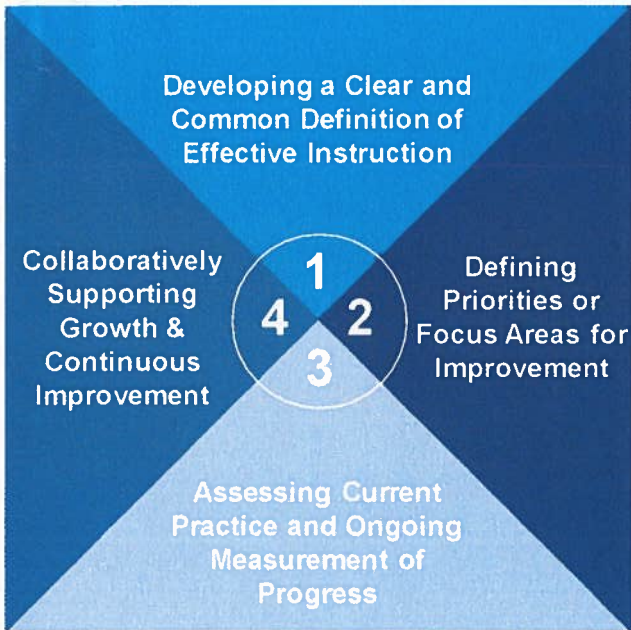 Developing a Clear and
Common Definition of
Effective Instruction
1
2
Defining
Priorities or
Focus Areas for
Improvement
3
Assessing Current
Practice and Ongoing
Measurement of
Progress
4
Collaboratively
Supporting
Growth &
Continuous
Improvement